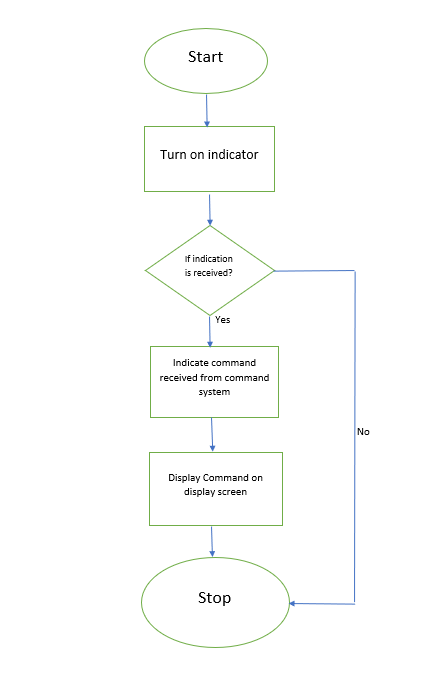 Start
Turn on indicator
If indication
is received?
Yes
Indicate command
received from command
system
No
Display Command on
display screen
Stop